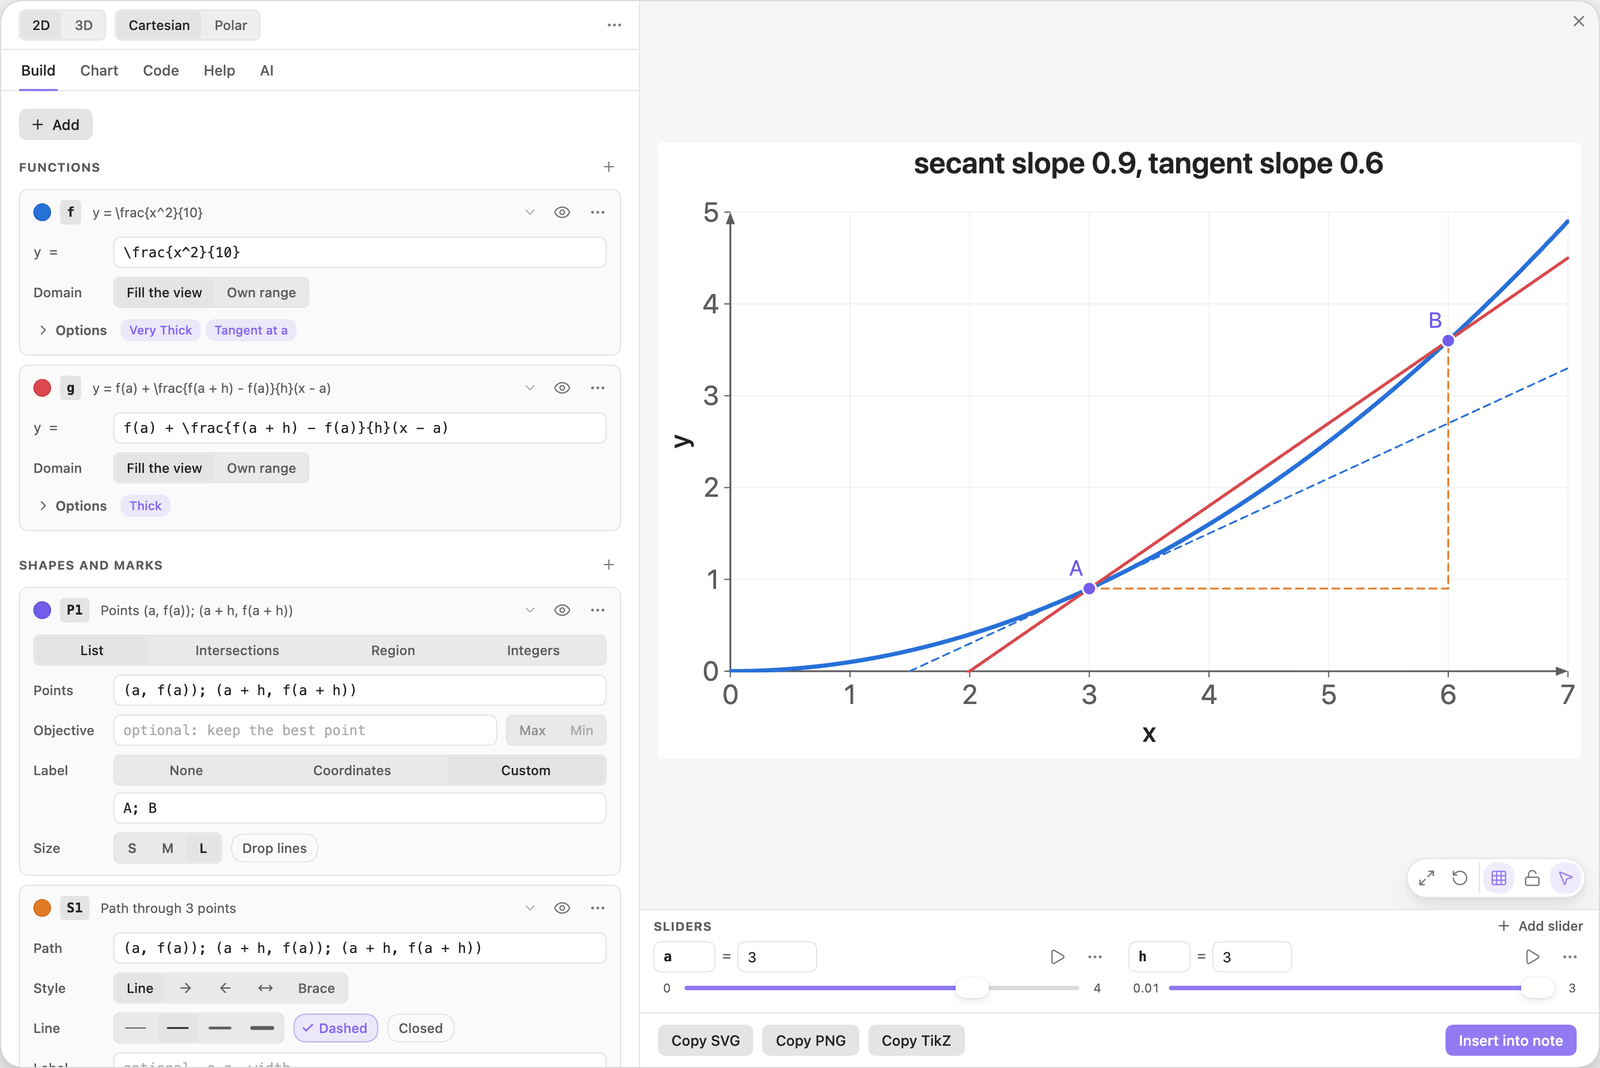 2D 3D Cartesian Polar
Build Chart Code Help AI
+ Add
FUNCTIONS
f y = \frac{x^2}{10}
y = \frac{x^2}{10}
Domain Fill the view Own range
Options Very Thick Tangent at a
g y = f(a) + \frac{f(a + h) - f(a)}{h}(x - a)
y = f(a) + \frac{f(a + h) − f(a)}{h}(x − a)
Domain Fill the view Own range
Options Thick
SHAPES AND MARKS
P1 Points (a, f(a)); (a + h, f(a + h))
List Intersections Region Integers
Points (a, f(a)); (a + h, f(a + h))
Objective optional: keep the best point Max Min
Label None Coordinates Custom
A; B
Size S M L Drop lines
S1 Path through 3 points
Path (a, f(a)); (a + h, f(a)); (a + h, f(a + h))
Style Line → ← ↔ Brace
Line Dashed Closed
secant slope 0.9, tangent slope 0.6
5
4
3
2
1
0
y
A
B
0 1 2 3 4 5 6 7
x
SLIDERS + Add slider
a = 3 h = 3
0 4 0.01 3
Copy SVG Copy PNG Copy TikZ Insert into note